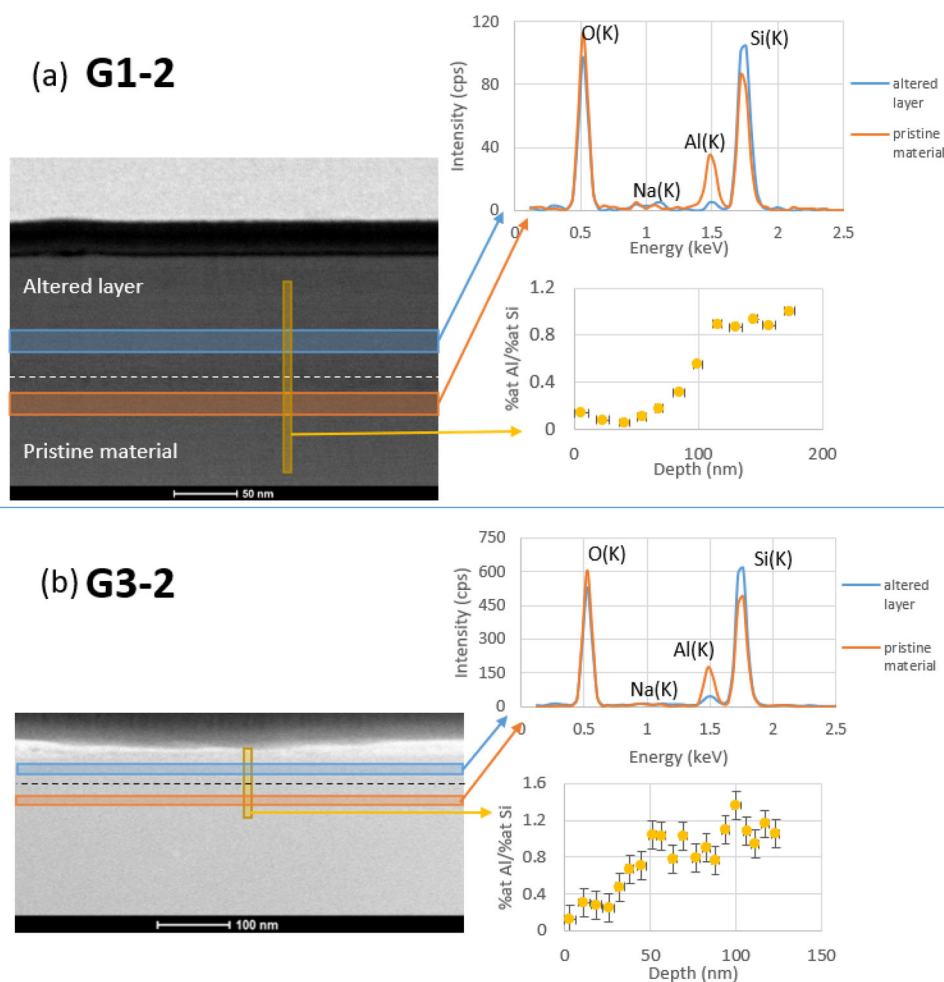 (a) G1-2
Altered layer
Pristine material
50 nm
120
80
40
0
Intensity (cps)
O(K)
Na(K)
Al(K)
Si(K)
0 0.5 1 1.5 2 2.5
Energy (keV)
altered
layer
pristine
material
1.2
0.8
0.4
0
%at Al/%at Si
0 100 200
Depth (nm)
(b) G3-2
100 nm
750
600
450
300
150
0
Intensity (cps)
O(K)
Na(K)
Al(K)
Si(K)
0 0.5 1 1.5 2 2.5
Energy (keV)
altered
layer
pristine
material
1.6
1.2
0.8
0.4
0
%at Al/%at Si
0 50 100 150
Depth (nm)